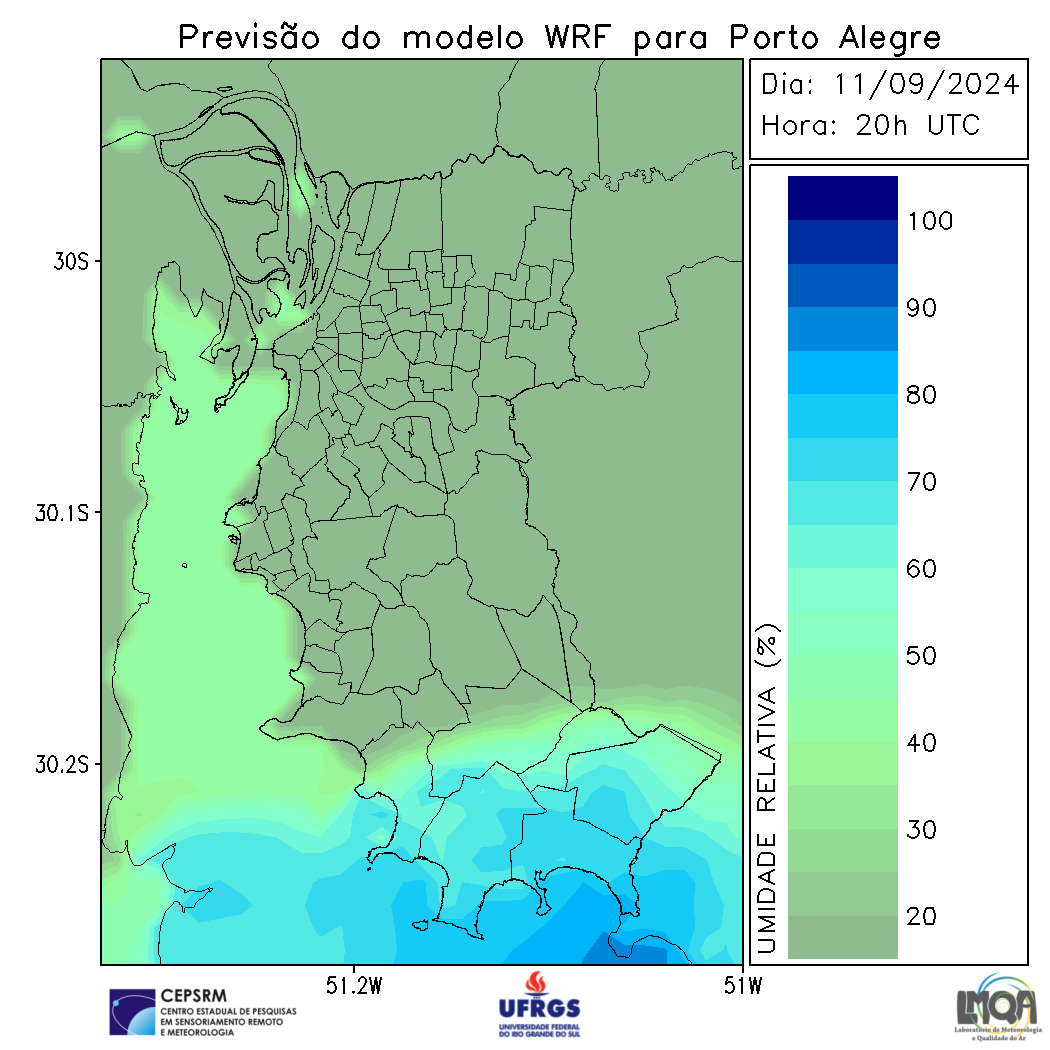 Previsão do modelo WRF para Porto Alegre
Dia: 11/09/2024
Hora: 20h UTC
30S
30.1S
30.2S
51.2W
51W
UMIDADE RELATIVA (%)
100
90
80
70
60
50
40
30
20
CEPSRM
CENTRO ESTADUAL DE PESQUISAS
EM SENSORIAMENTO REMOTO
E METEOROLOGIA
UFRGS
UNIVERSIDADE FEDERAL
DO RIO GRANDE DO SUL
LMQA
Laboratório de Meteorologia
e Qualidade do Ar